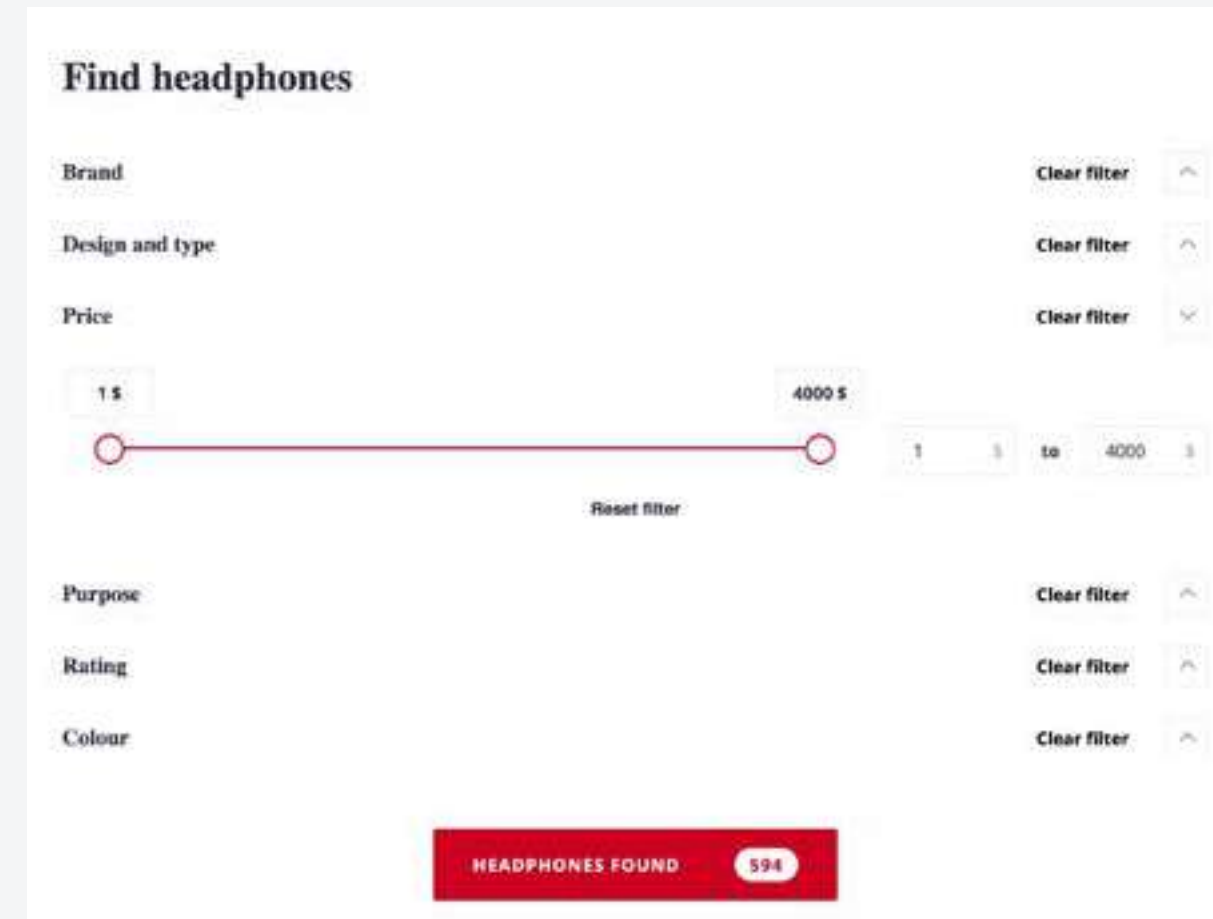 Find headphones
Brand Clear filter
Design and type Clear filter
Price Clear filter
1 $ 4000 $
1 $ to 4000 $
Reset filter
Purpose Clear filter
Rating Clear filter
Colour Clear filter
HEADPHONES FOUND 594